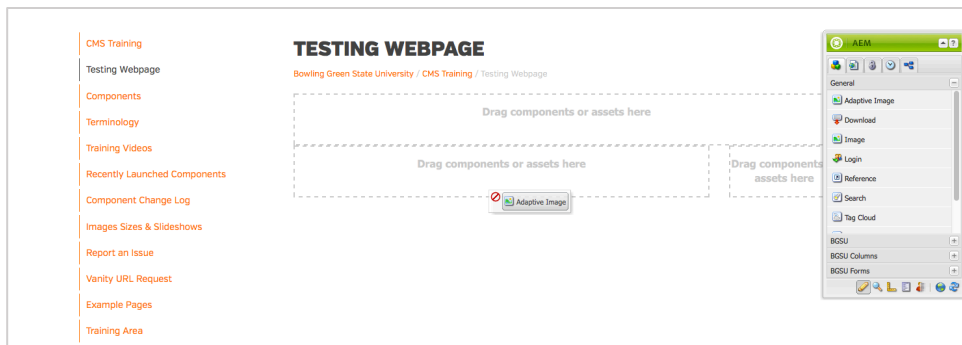 CMS Training
Testing Webpage
Components
Terminology
Training Videos
Recently Launched Components
Component Change Log
Images Sizes & Slideshows
Report an Issue
Vanity URL Request
Example Pages
Training Area
TESTING WEBPAGE
Bowling Green State University / CMS Training / Testing Webpage
Drag components or assets here
Drag components or assets here
Drag components
assets here
Adaptive Image
AEM
?
General
Adaptive Image
Download
Image
Login
Reference
Search
Tag Cloud
BGSU
BGSU Columns
BGSU Forms